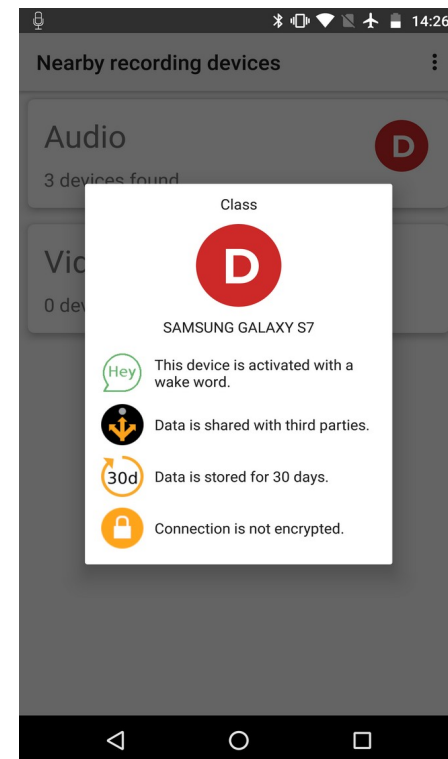 14:26
Nearby recording devices
Audio
D
3 devices found
Class
D
SAMSUNG GALAXY S7
Hey
This device is activated with a
wake word.
Data is shared with third parties.
30d
Data is stored for 30 days.
Connection is not encrypted.
Vid
0 dev